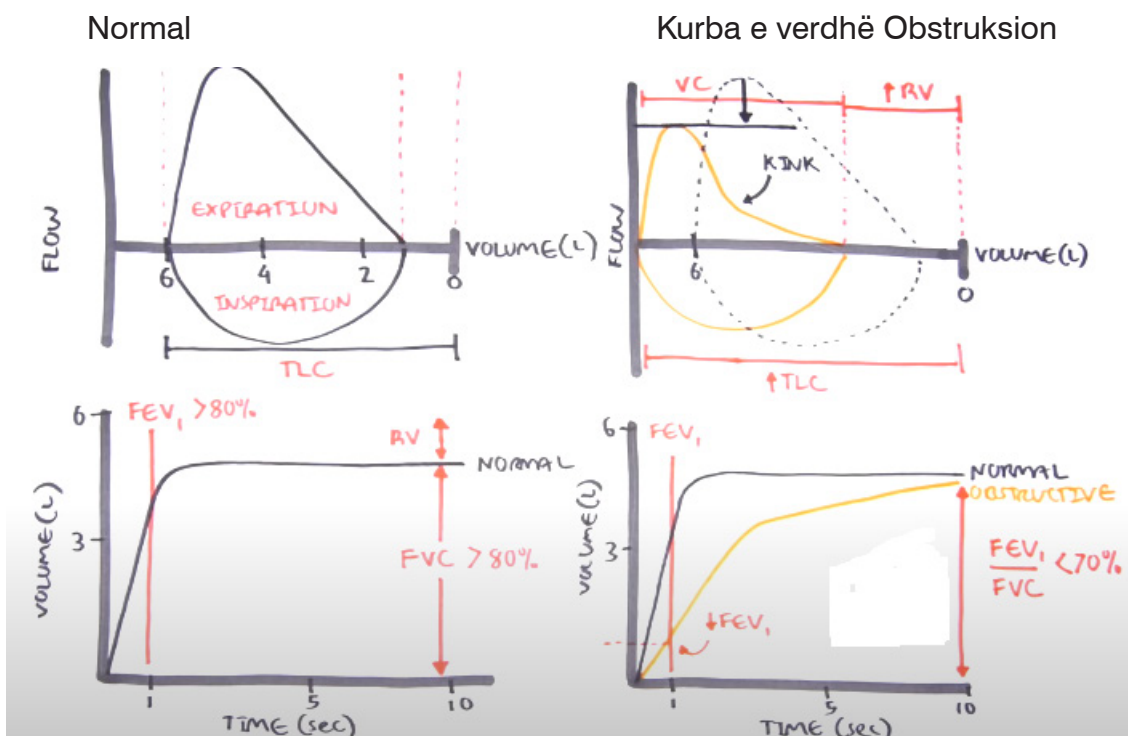 Normal
Kurba e verdhë Obstruksion
EXPIRATION
INSPIRATION
FLOW
6
4
2
0
VOLUME(L)
TLC
VC
↑RV
KINK
FLOW
6
VOLUME(L)
0
↑TLC
6
3
FEV₁ >80%
RV
NORMAL
FVC >80%
VOLUME(L)
1
5
10
TIME (sec)
6
3
FEV₁
NORMAL
OBSTRUCTIVE
VOLUME(L)
FEV₁
FVC
<70%
↓FEV₁
1
5
10
TIME (sec)